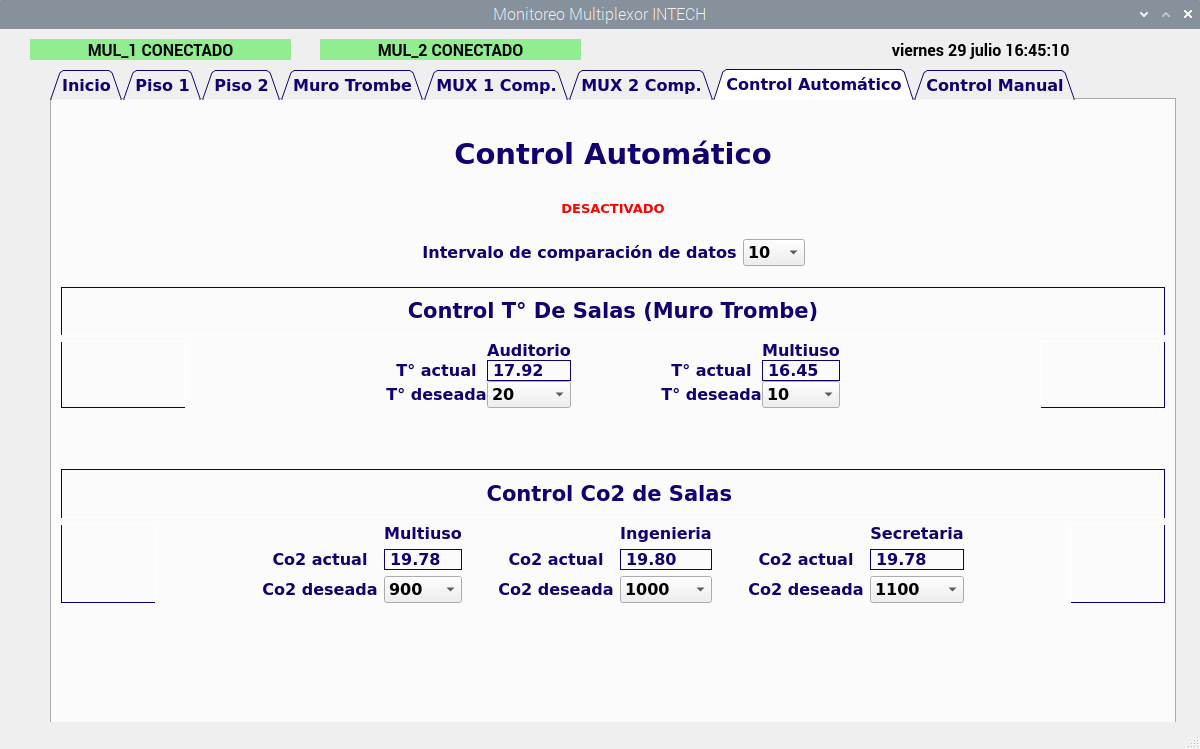 Monitoreo Multiplexor INTECH
MUL_1 CONECTADO MUL_2 CONECTADO viernes 29 julio 16:45:10
Inicio Piso 1 Piso 2 Muro Trombe MUX 1 Comp. MUX 2 Comp. Control Automático Control Manual
Control Automático
DESACTIVADO
Intervalo de comparación de datos 10
Control T° De Salas (Muro Trombe)
Auditorio Multiuso
T° actual 17.92 T° actual 16.45
T° deseada 20 T° deseada 10
Control Co2 de Salas
Multiuso Ingenieria Secretaria
Co2 actual 19.78 Co2 actual 19.80 Co2 actual 19.78
Co2 deseada 900 Co2 deseada 1000 Co2 deseada 1100